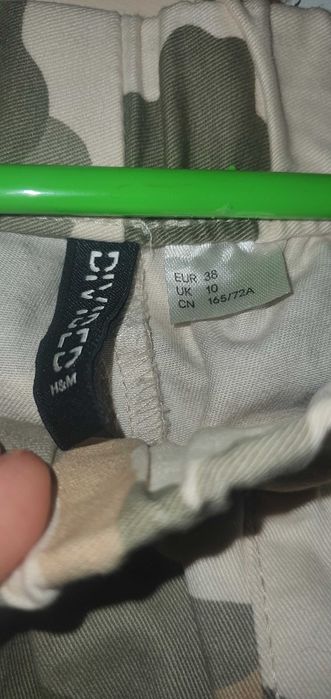 DIVIDED
H&M
EUR 38
UK 10
CN 165/72A